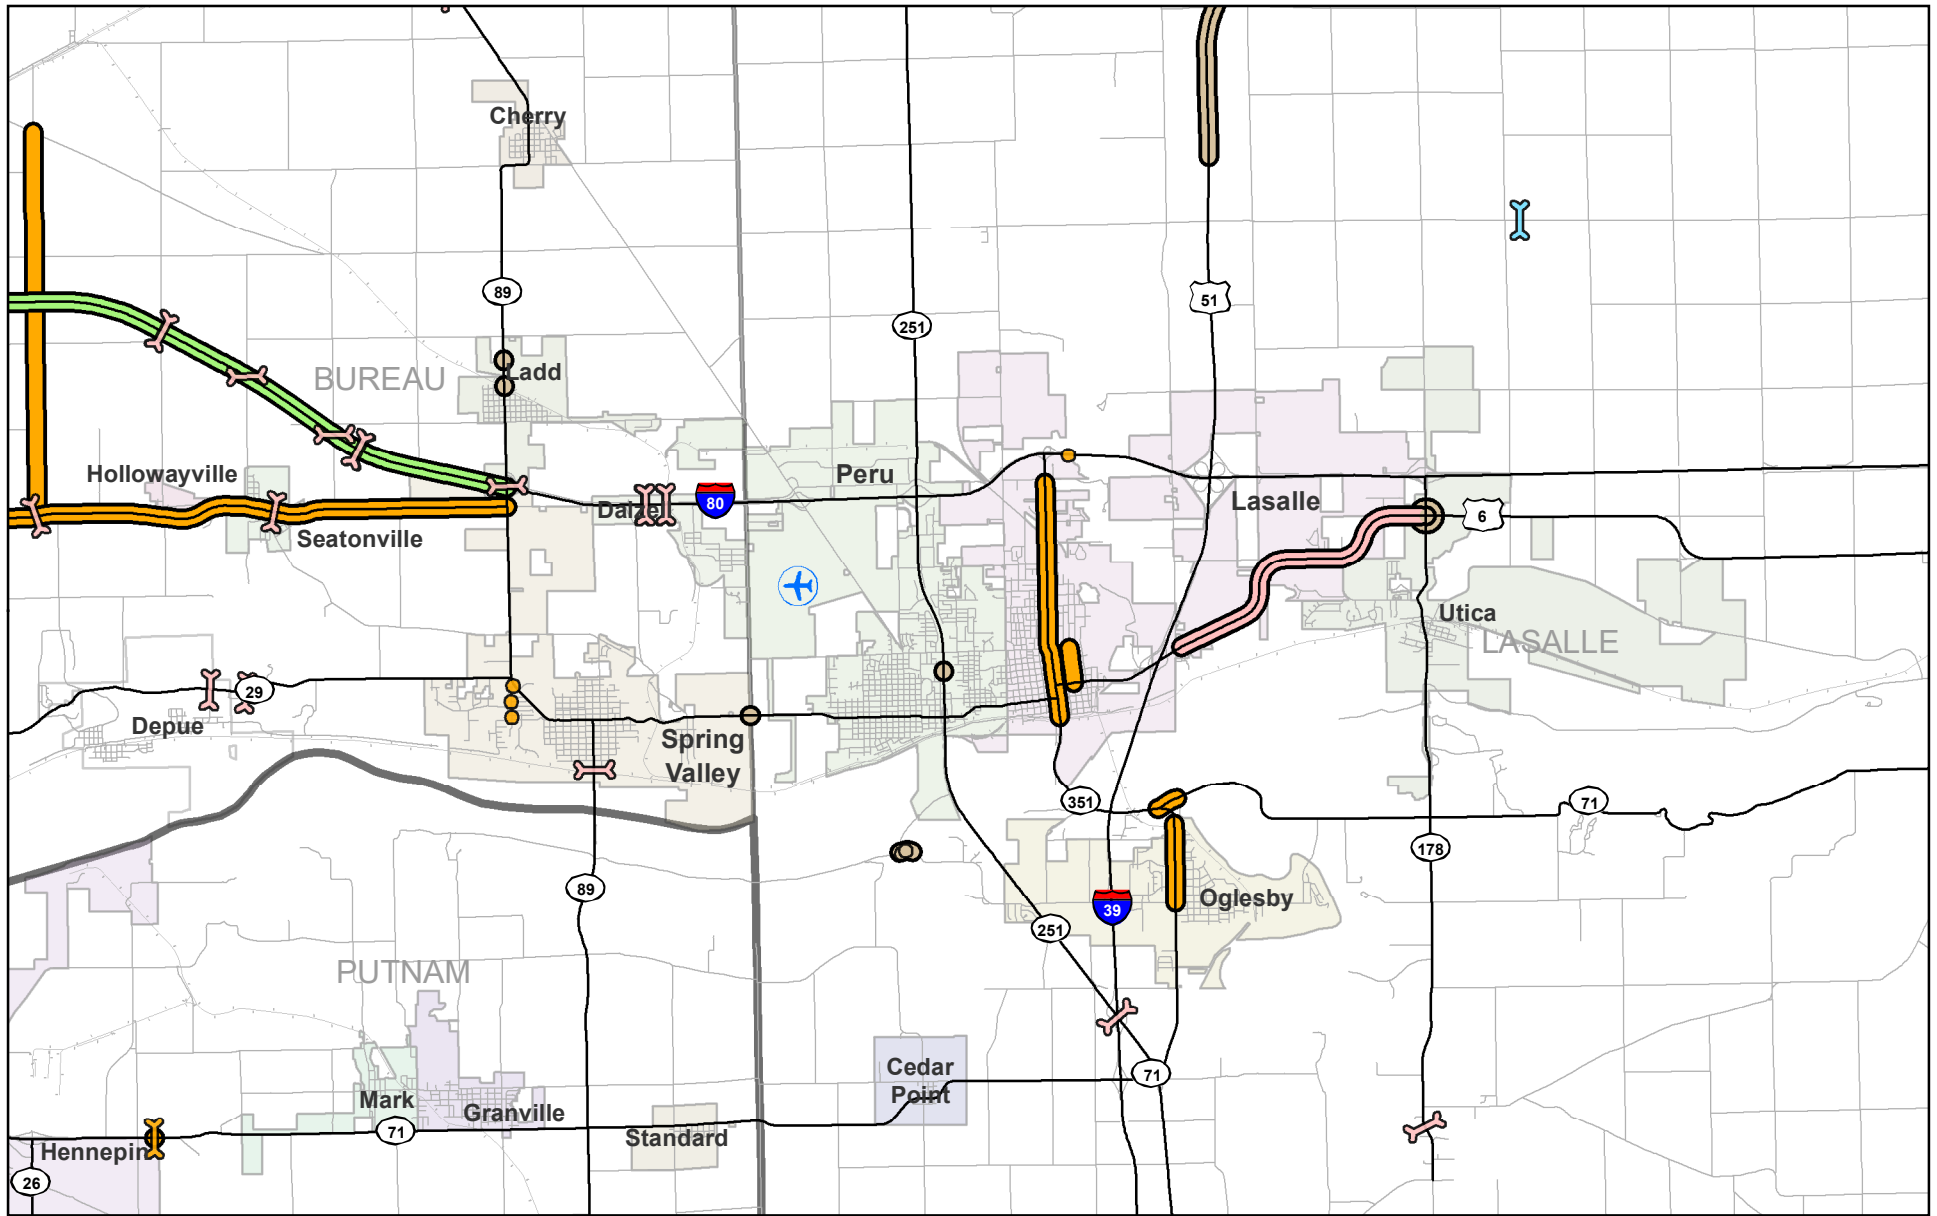 Cherry
89
51
251
BUREAU
Ladd
Hollowayville
Peru
Lasalle
80
Dalzell
6
Seatonville
Utica
LASALLE
29
Depue
Spring
Valley
351
71
178
89
Oglesby
39
251
PUTNAM
Cedar
Point
71
Mark
Granville
71
Standard
Hennepin
26